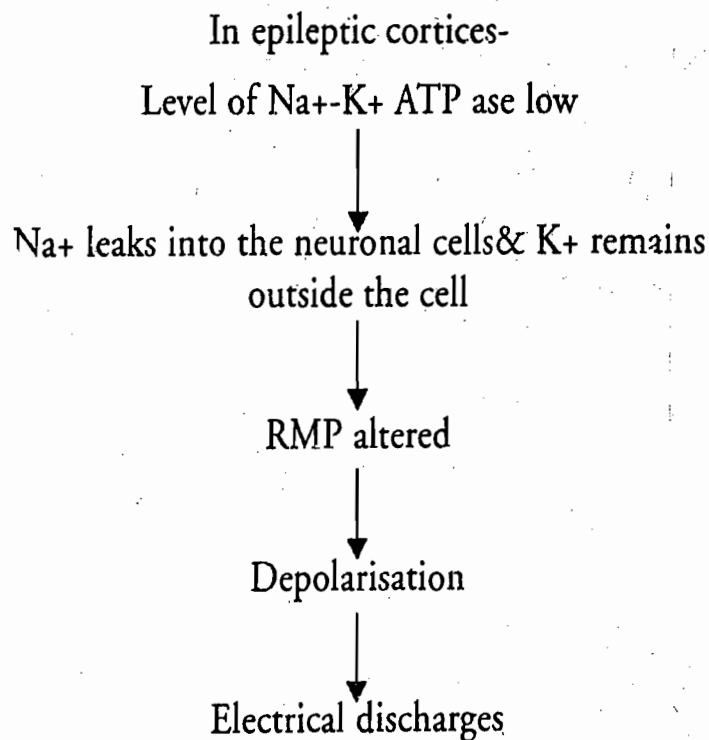 In epileptic cortices-
Level of Na+-K+ ATP ase low
Na+ leaks into the neuronal cells& K+ remains
outside the cell
RMP altered
Depolarisation
Electrical discharges